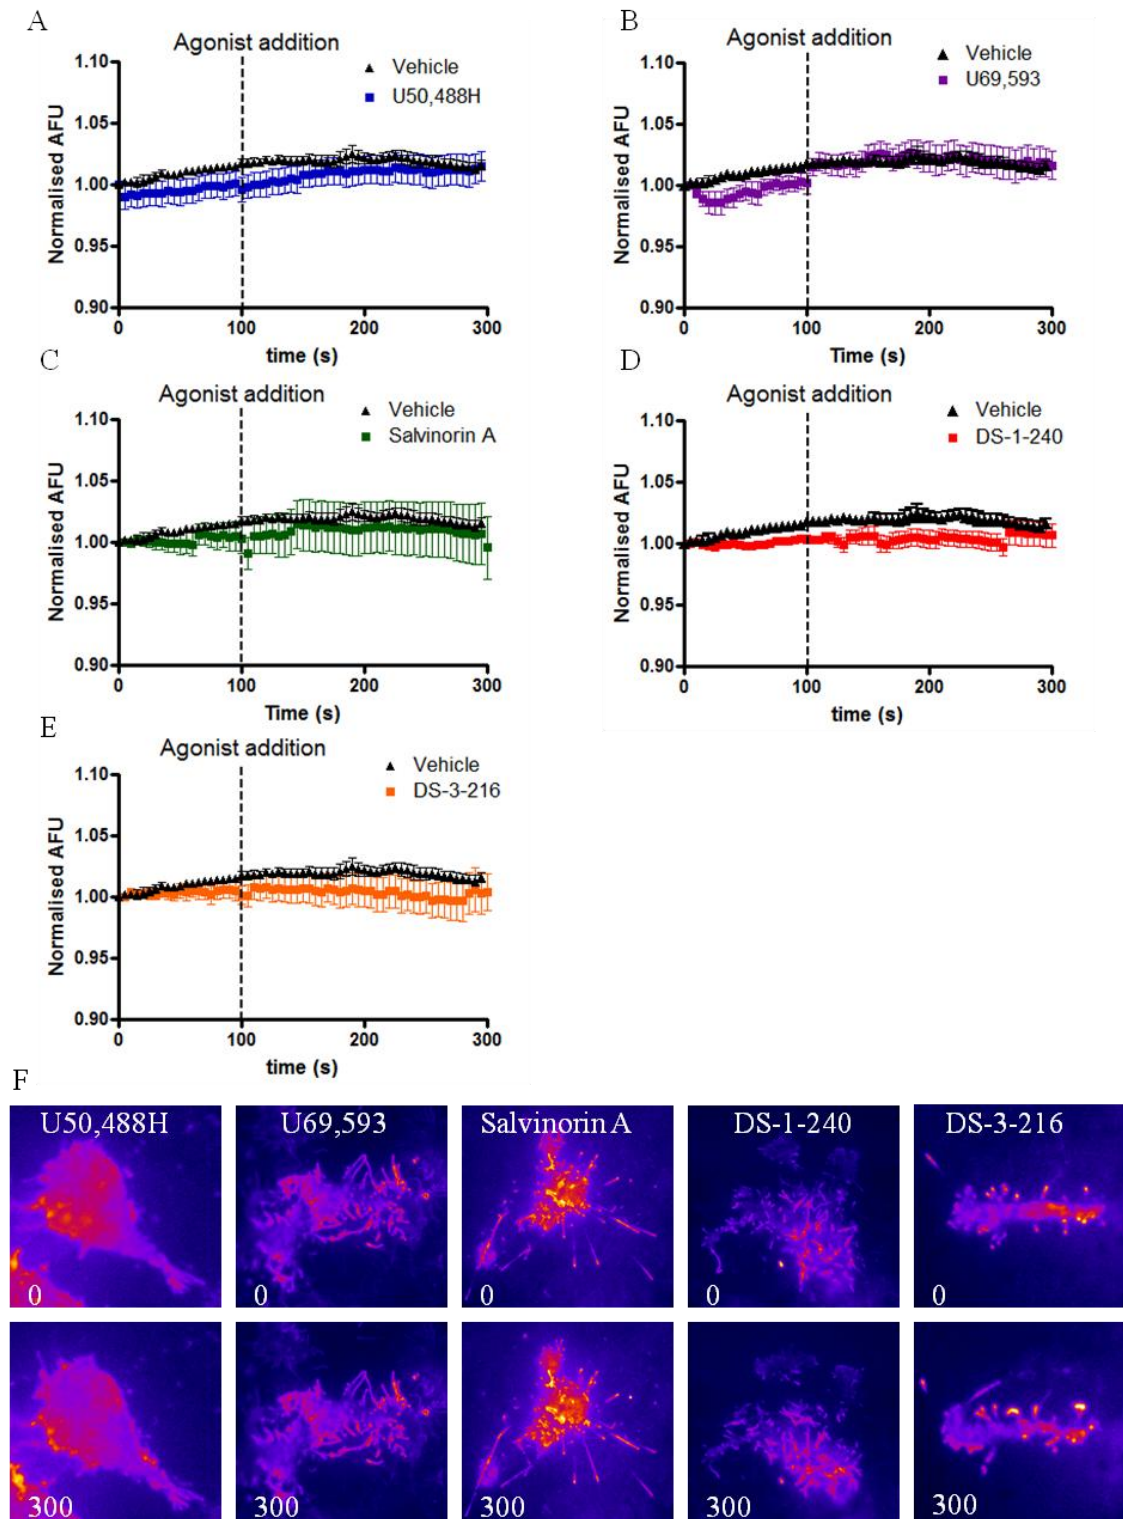 A
Agonist addition
Vehicle
U50,488H
Normalised AFU
1.10
1.05
1.00
0.95
0.90
0
100
200
300
time (s)
B
Agonist addition
Vehicle
U69,593
Normalised AFU
1.10
1.05
1.00
0.95
0.90
0
100
200
300
Time (s)
C
Agonist addition
Vehicle
Salvinorin A
Normalised AFU
1.10
1.05
1.00
0.95
0.90
0
100
200
300
Time (s)
D
Agonist addition
Vehicle
DS-1-240
Normalised AFU
1.10
1.05
1.00
0.95
0.90
0
100
200
300
time (s)
E
Agonist addition
Vehicle
DS-3-216
Normalised AFU
1.10
1.05
1.00
0.95
0.90
0
100
200
300
time (s)
F
U50,488H U69,593 Salvinorin A DS-1-240 DS-3-216
0 0 0 0 0
300 300 300 300 300